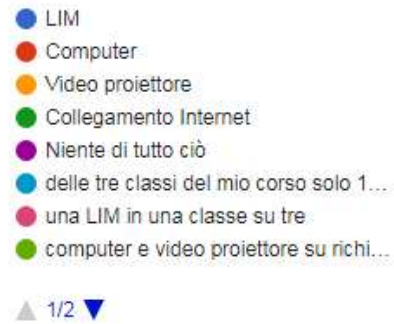 LIM
Computer
Video proiettore
Collegamento Internet
Niente di tutto ciò
delle tre classi del mio corso solo 1...
una LIM in una classe su tre
computer e video proiettore su richi...
1/2